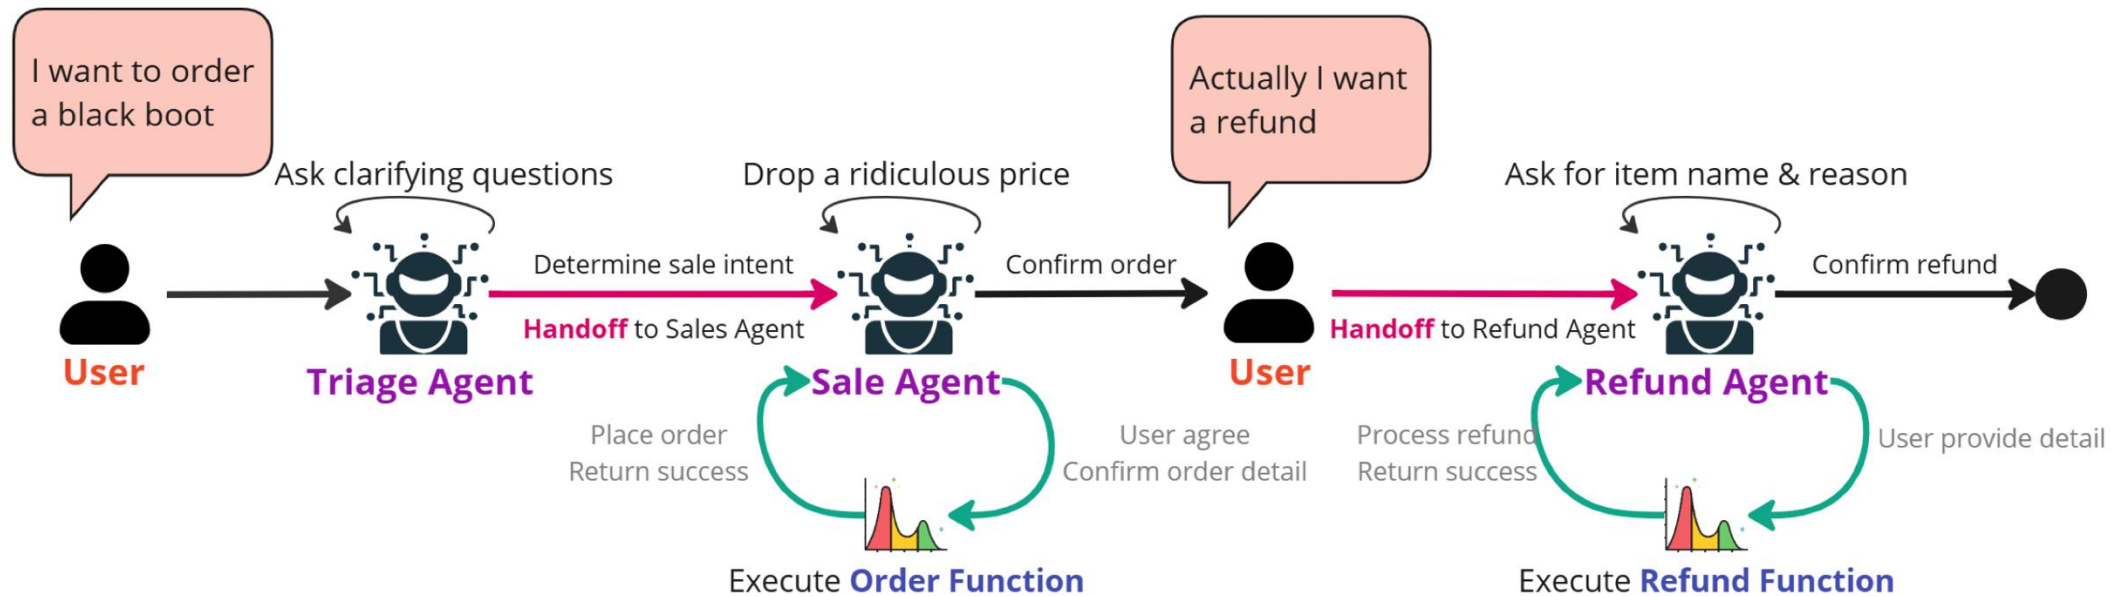 I want to order
a black boot
Ask clarifying questions
Drop a ridiculous price
Actually I want
a refund
Ask for item name & reason
Determine sale intent
Handoff to Sales Agent
Confirm order
Handoff to Refund Agent
Confirm refund
User
Triage Agent
Sale Agent
User
Refund Agent
Place order
Return success
User agree
Confirm order detail
Process refund
Return success
User provide detail
Execute Order Function
Execute Refund Function